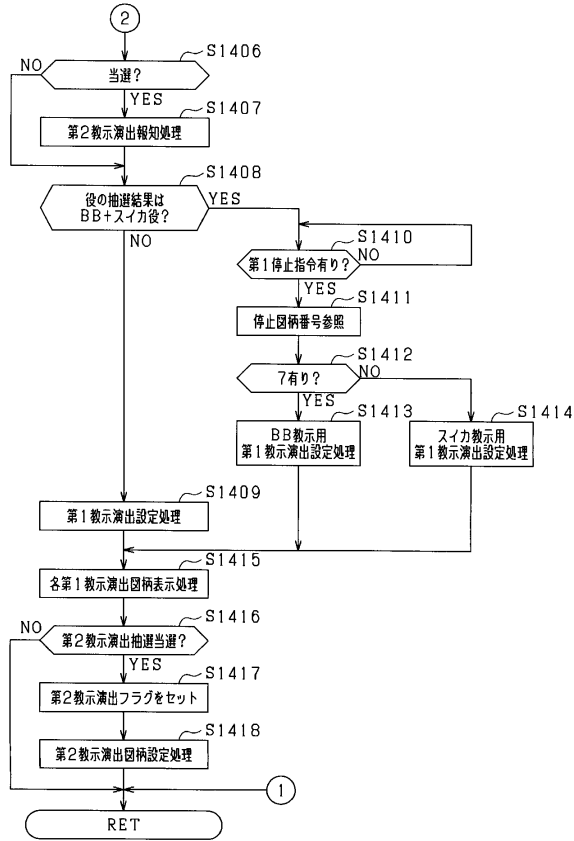 2
S1406
当選?
NO
YES
S1407
第2教示演出報知処理
S1408
役の抽選結果は
BB+スイカ役?
YES
NO
S1410
第1停止指令有り?
NO
YES
S1411
停止図柄番号参照
S1412
7有り?
NO
YES
S1413
BB教示用
第1教示演出設定処理
S1414
スイカ教示用
第1教示演出設定処理
S1409
第1教示演出設定処理
S1415
各第1教示演出図柄表示処理
S1416
第2教示演出抽選当選?
NO
YES
S1417
第2教示演出フラグをセット
S1418
第2教示演出図柄設定処理
1
RET